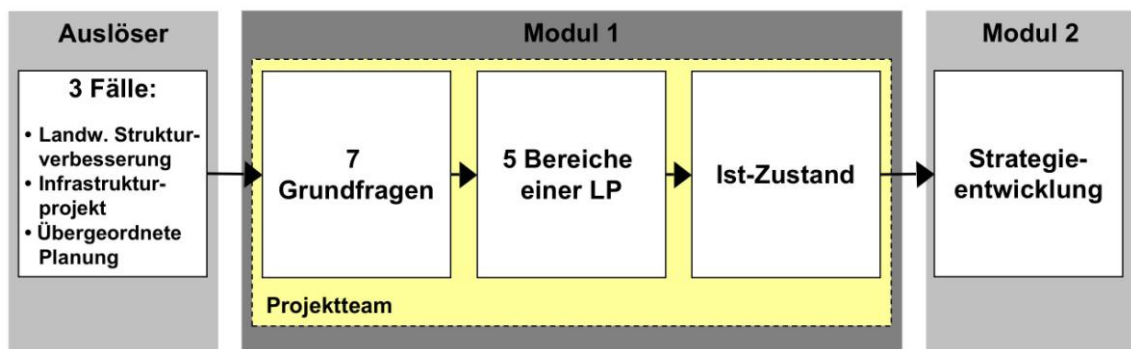 Auslöser
3 Fälle:
• Landw. Struktur-
verbesserung
• Infrastruktur-
projekt
• Übergeordnete
Planung
Modul 1
7
Grundfragen
5 Bereiche
einer LP
Ist-Zustand
Projektteam
Modul 2
Strategie-
entwicklung